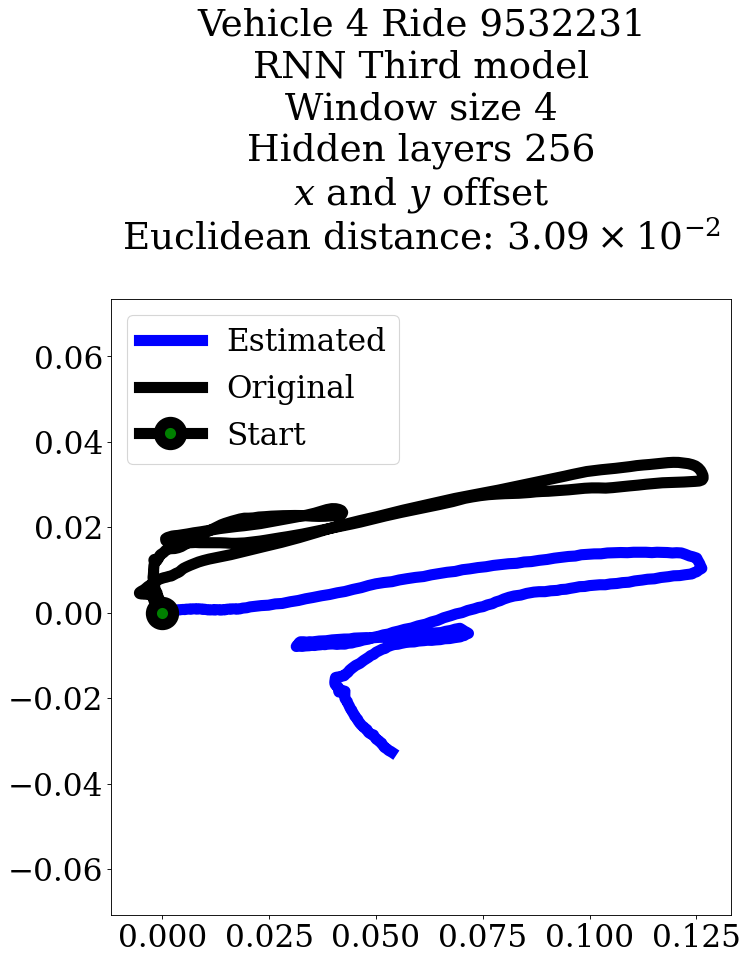 Vehicle 4 Ride 9532231
RNN Third model
Window size 4
Hidden layers 256
x and y offset
Euclidean distance: 3.09 × 10⁻²
Estimated
Original
Start
0.06
0.04
0.02
0.00
−0.02
−0.04
−0.06
0.000 0.025 0.050 0.075 0.100 0.125